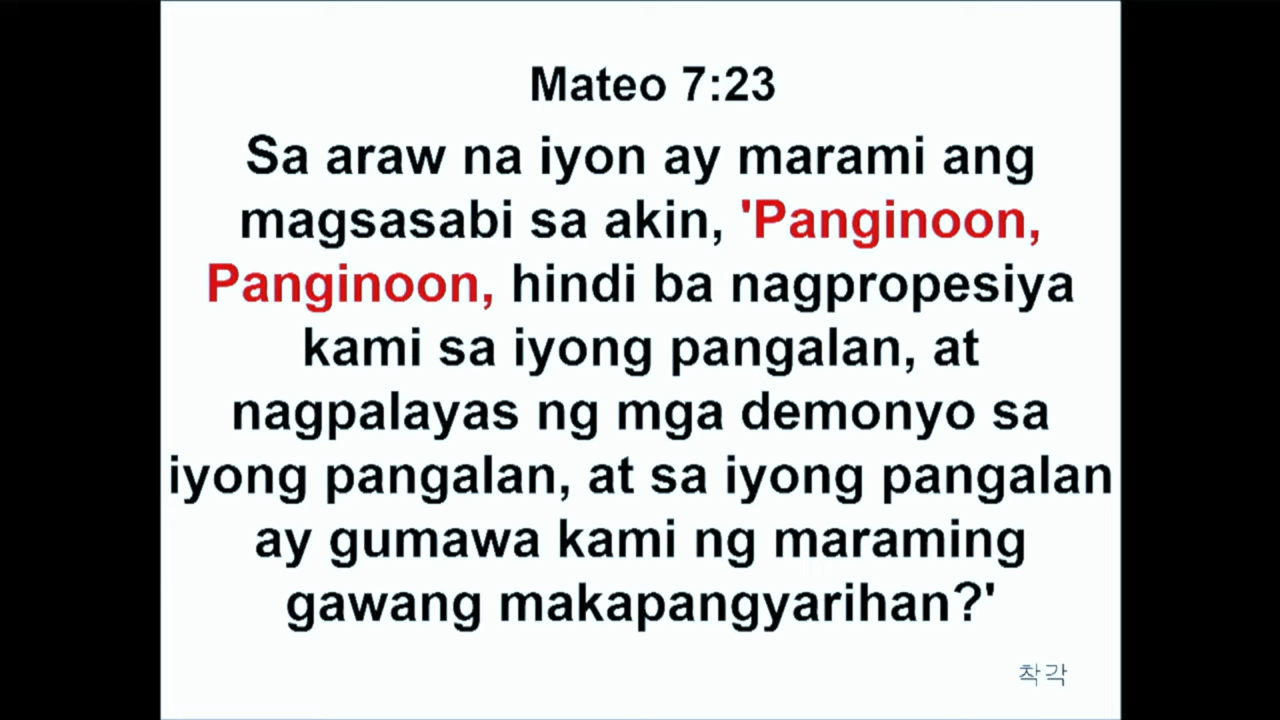 Mateo 7:23
Sa araw na iyon ay marami ang
magsasabi sa akin, 'Panginoon,
Panginoon, hindi ba nagpropesiya
kami sa iyong pangalan, at
nagpalayas ng mga demonyo sa
iyong pangalan, at sa iyong pangalan
ay gumawa kami ng maraming
gawang makapangyarihan?'
착각